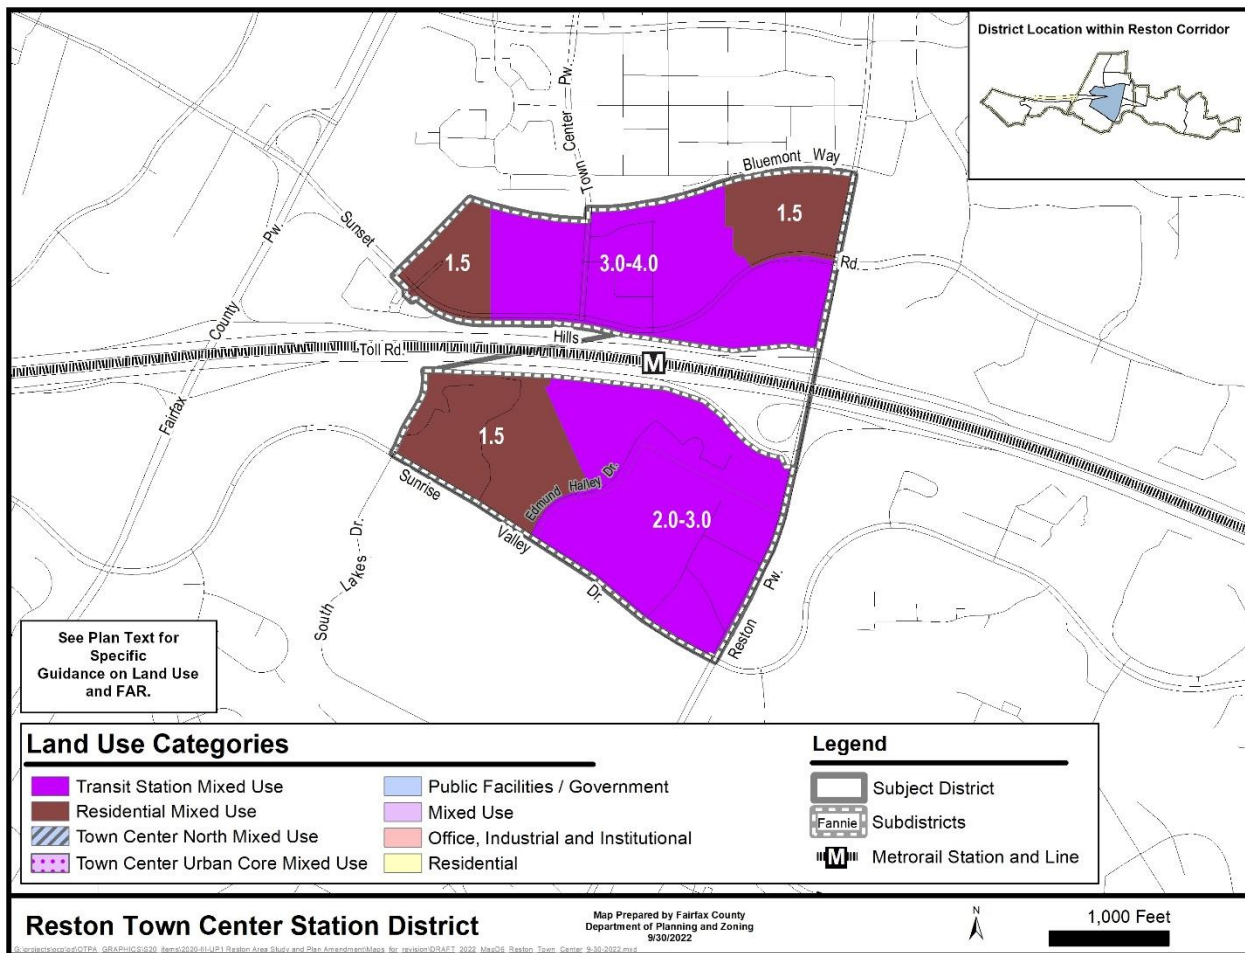 District Location within Reston Corridor
Town Center Pw.
Bluemont Way
Sunset
Hills
Rd.
Fairfax County Pw.
1.5
3.0-4.0
1.5
Toll Rd.
M
1.5
2.0-3.0
Edmund Halley Dr.
Sunrise Valley Dr.
South Lakes Dr.
Reston Pw.
See Plan Text for
Specific
Guidance on Land Use
and FAR.
Land Use Categories
Transit Station Mixed Use
Residential Mixed Use
Town Center North Mixed Use
Town Center Urban Core Mixed Use
Public Facilities / Government
Mixed Use
Office, Industrial and Institutional
Residential
Legend
Subject District
Fannie
Subdistricts
M
Metrorail Station and Line
Reston Town Center Station District
Map Prepared by Fairfax County
Department of Planning and Zoning
9/30/2022
N
1,000 Feet